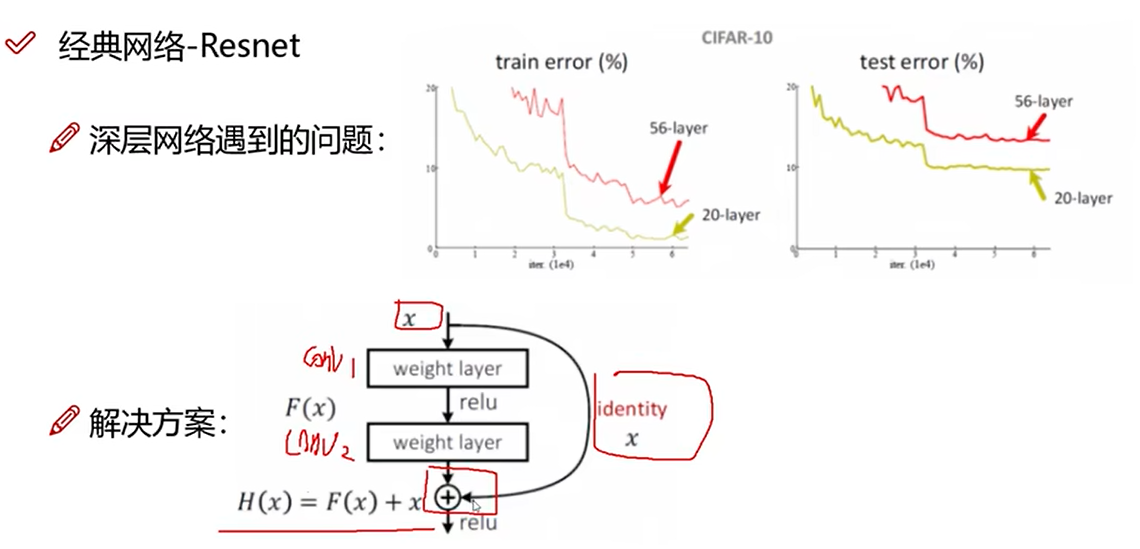 经典网络-Resnet
CIFAR-10
train error (%)
test error (%)
20
10
0
0 1 2 3 4 5 6
iter. (1e4)
56-layer
20-layer
20
10
0
0 1 2 3 4 5 6
iter. (1e4)
56-layer
20-layer
深层网络遇到的问题：
解决方案：
x
conv 1
weight layer
relu
F(x)
identity
x
conv 2
weight layer
H(x) = F(x) + x
+
relu